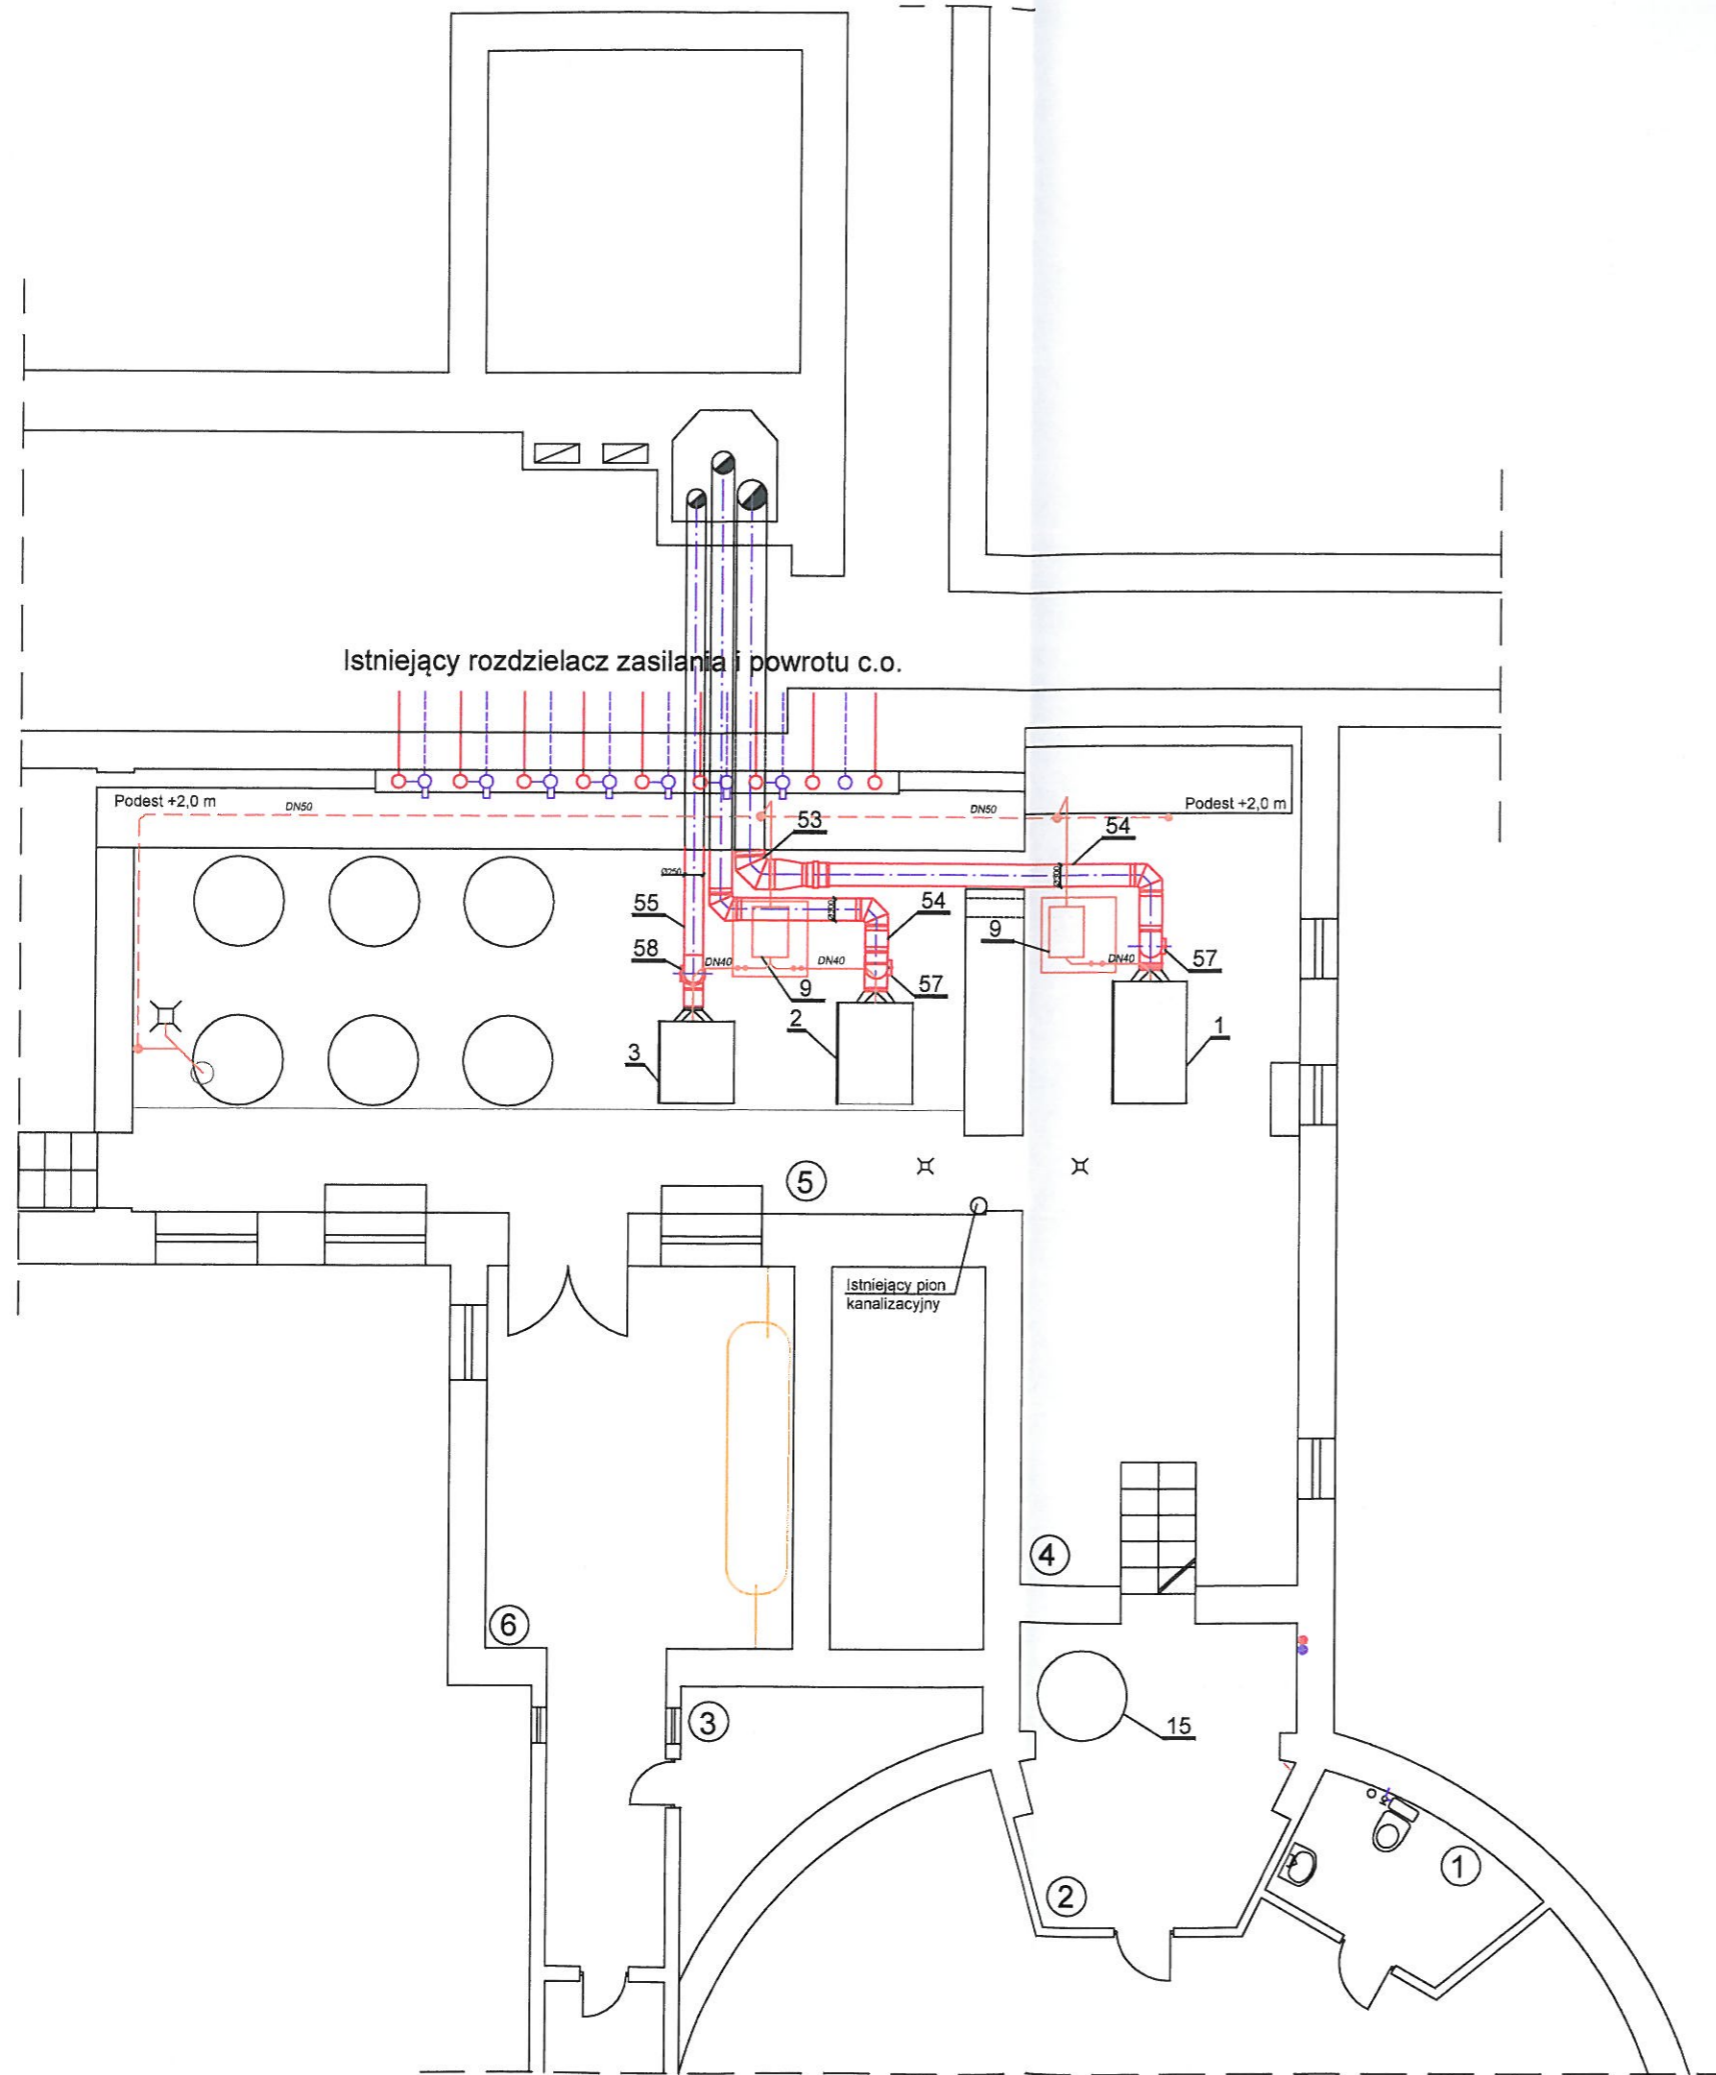 Istniejący rozdzielacz zasilania i powrotu c.o.
Podest +2,0 m
DN50
DN50
Podest +2,0 m
53
54
Ø250
55
54
9
58
DN40
DN40
DN40
57
9
57
2
1
3
5
Istniejący pion
kanalizacyjny
4
6
3
15
1
2